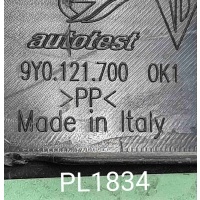 autotest
9Y0.121.700 OK1
>PP<
Made in Italy
PL1834